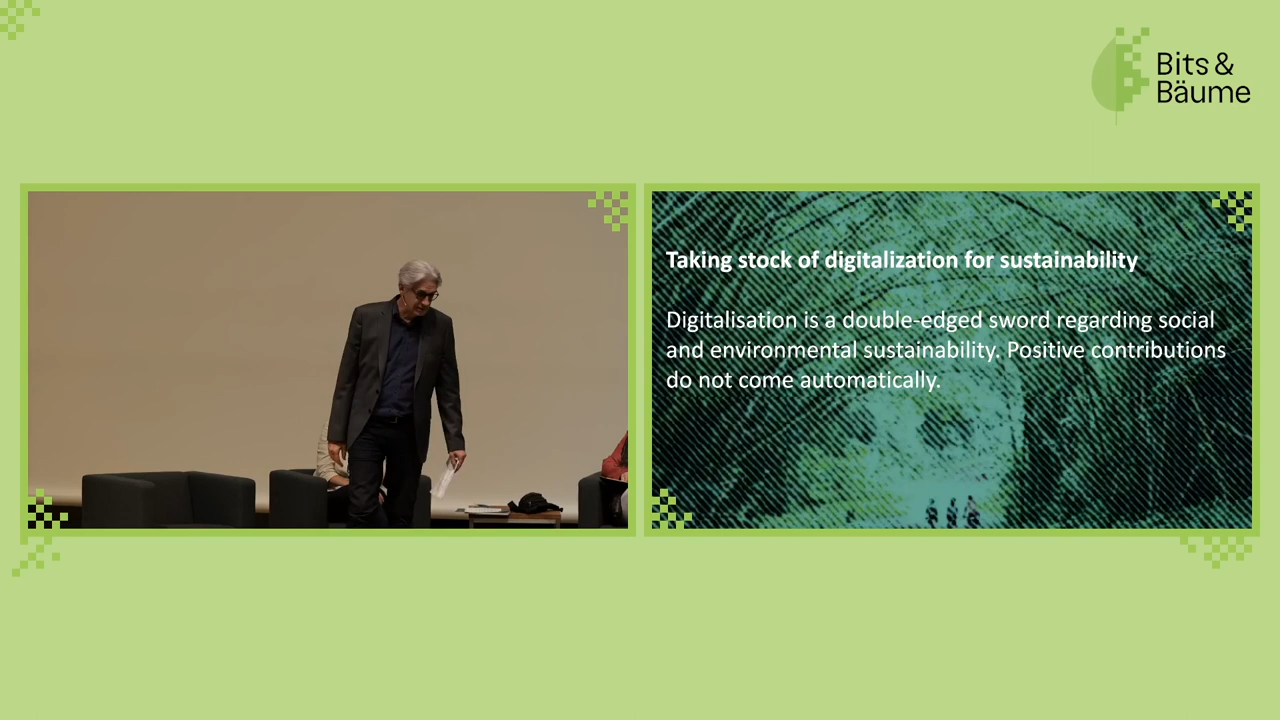 Bits &
Bäume
Taking stock of digitalization for sustainability
Digitalisation is a double-edged sword regarding social
and environmental sustainability. Positive contributions
do not come automatically.